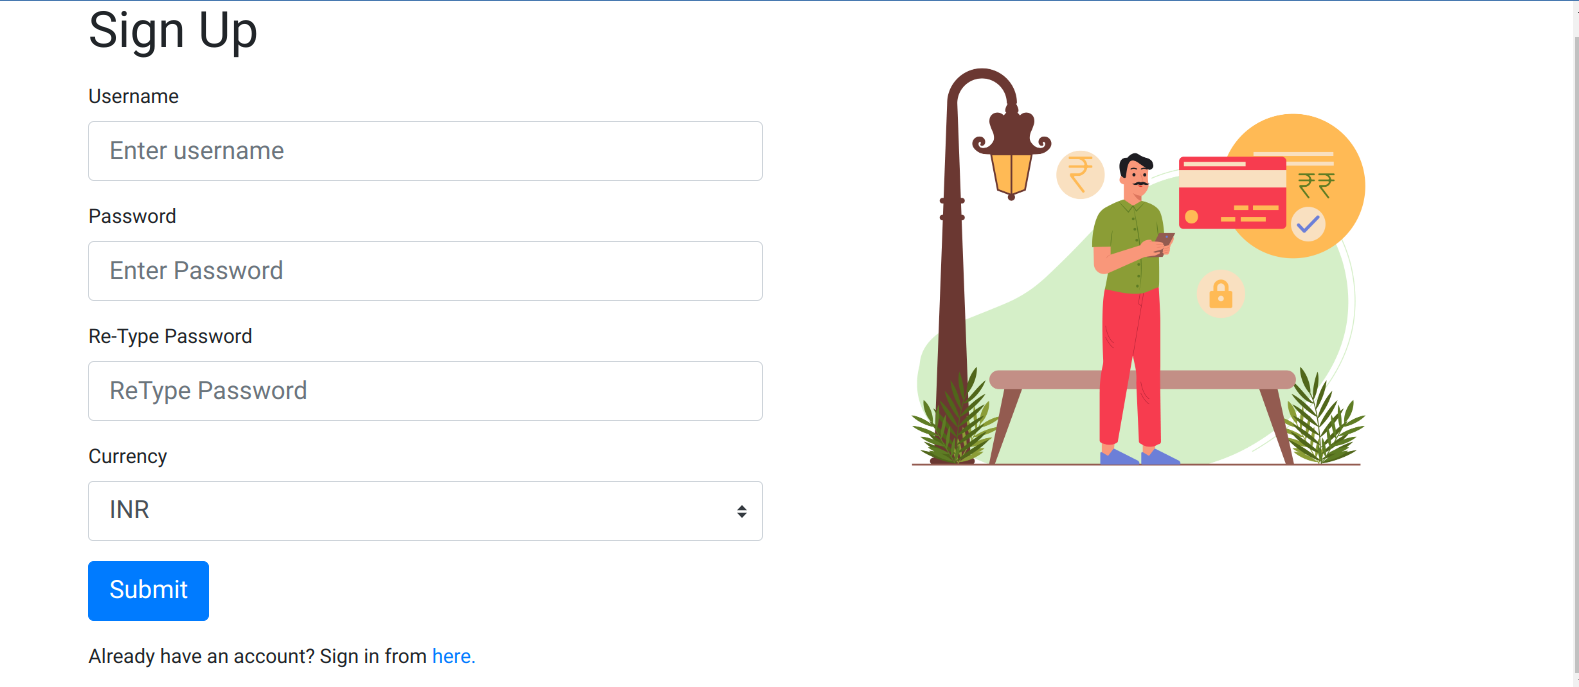 Sign Up
Username
Enter username
Password
Enter Password
Re-Type Password
ReType Password
Currency
INR
Submit
Already have an account? Sign in from here.
₹
₹₹